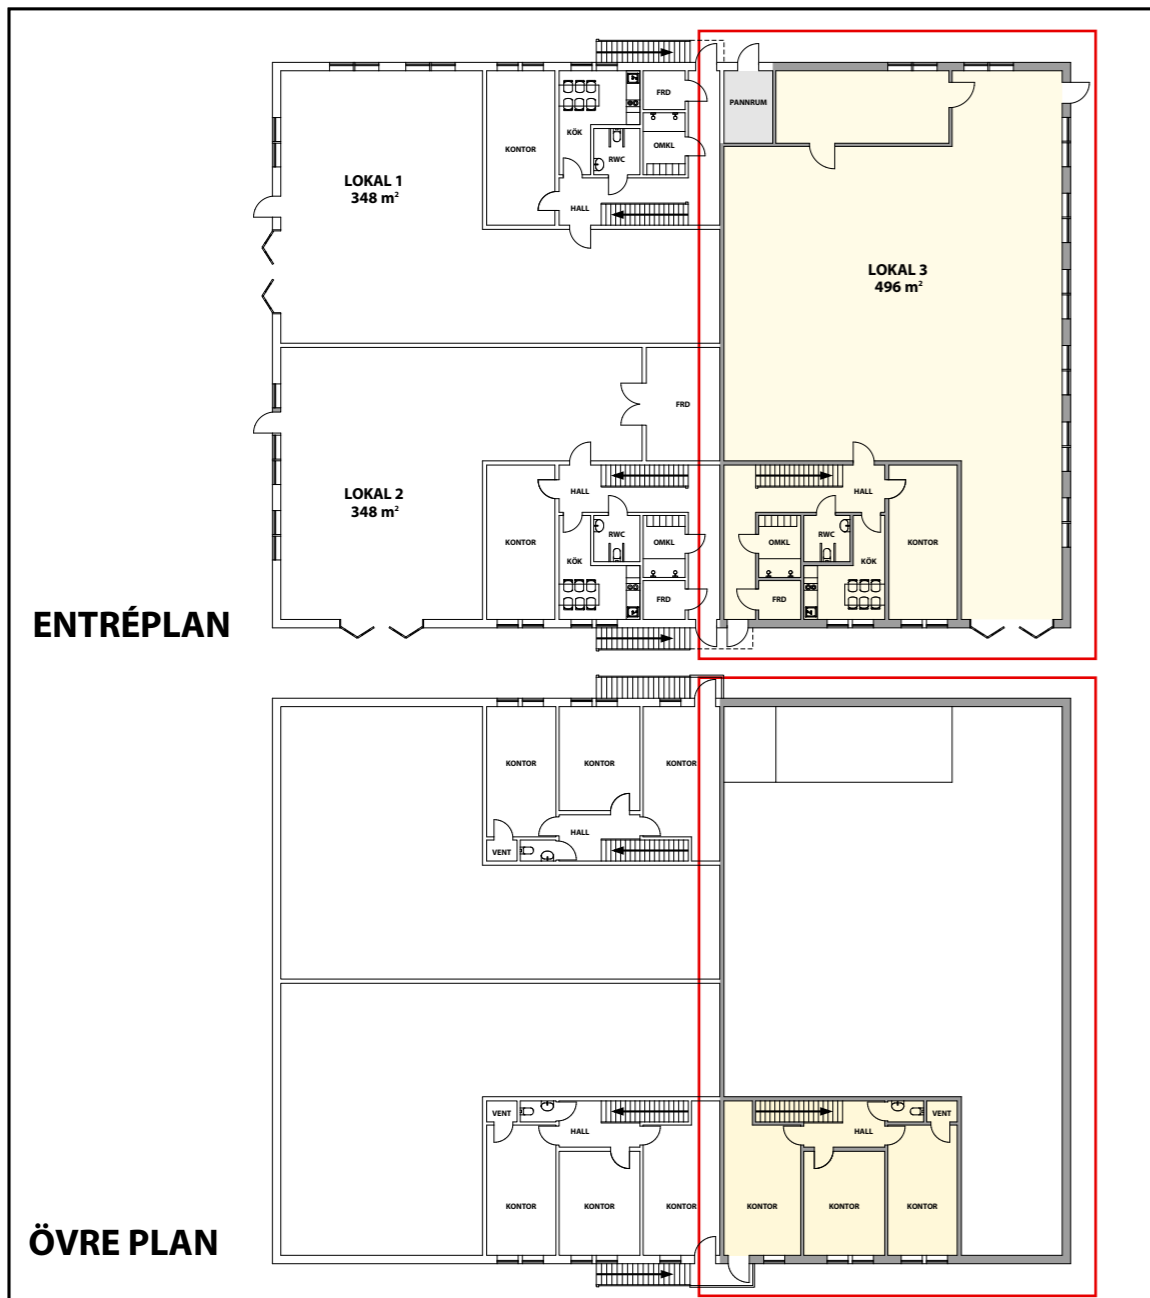 PANNRUM
FRD
KÖK
OMKL
KONTOR
RWC
LOKAL 1
348 m²
HALL
LOKAL 3
496 m²
FRD
LOKAL 2
348 m²
HALL
HALL
KONTOR
RWC
OMKL
OMKL
RWC
KONTOR
KÖK
KÖK
FRD
FRD
ENTRÉPLAN
KONTOR
KONTOR
KONTOR
HALL
VENT
VENT
VENT
HALL
HALL
KONTOR
KONTOR
KONTOR
KONTOR
KONTOR
KONTOR
ÖVRE PLAN